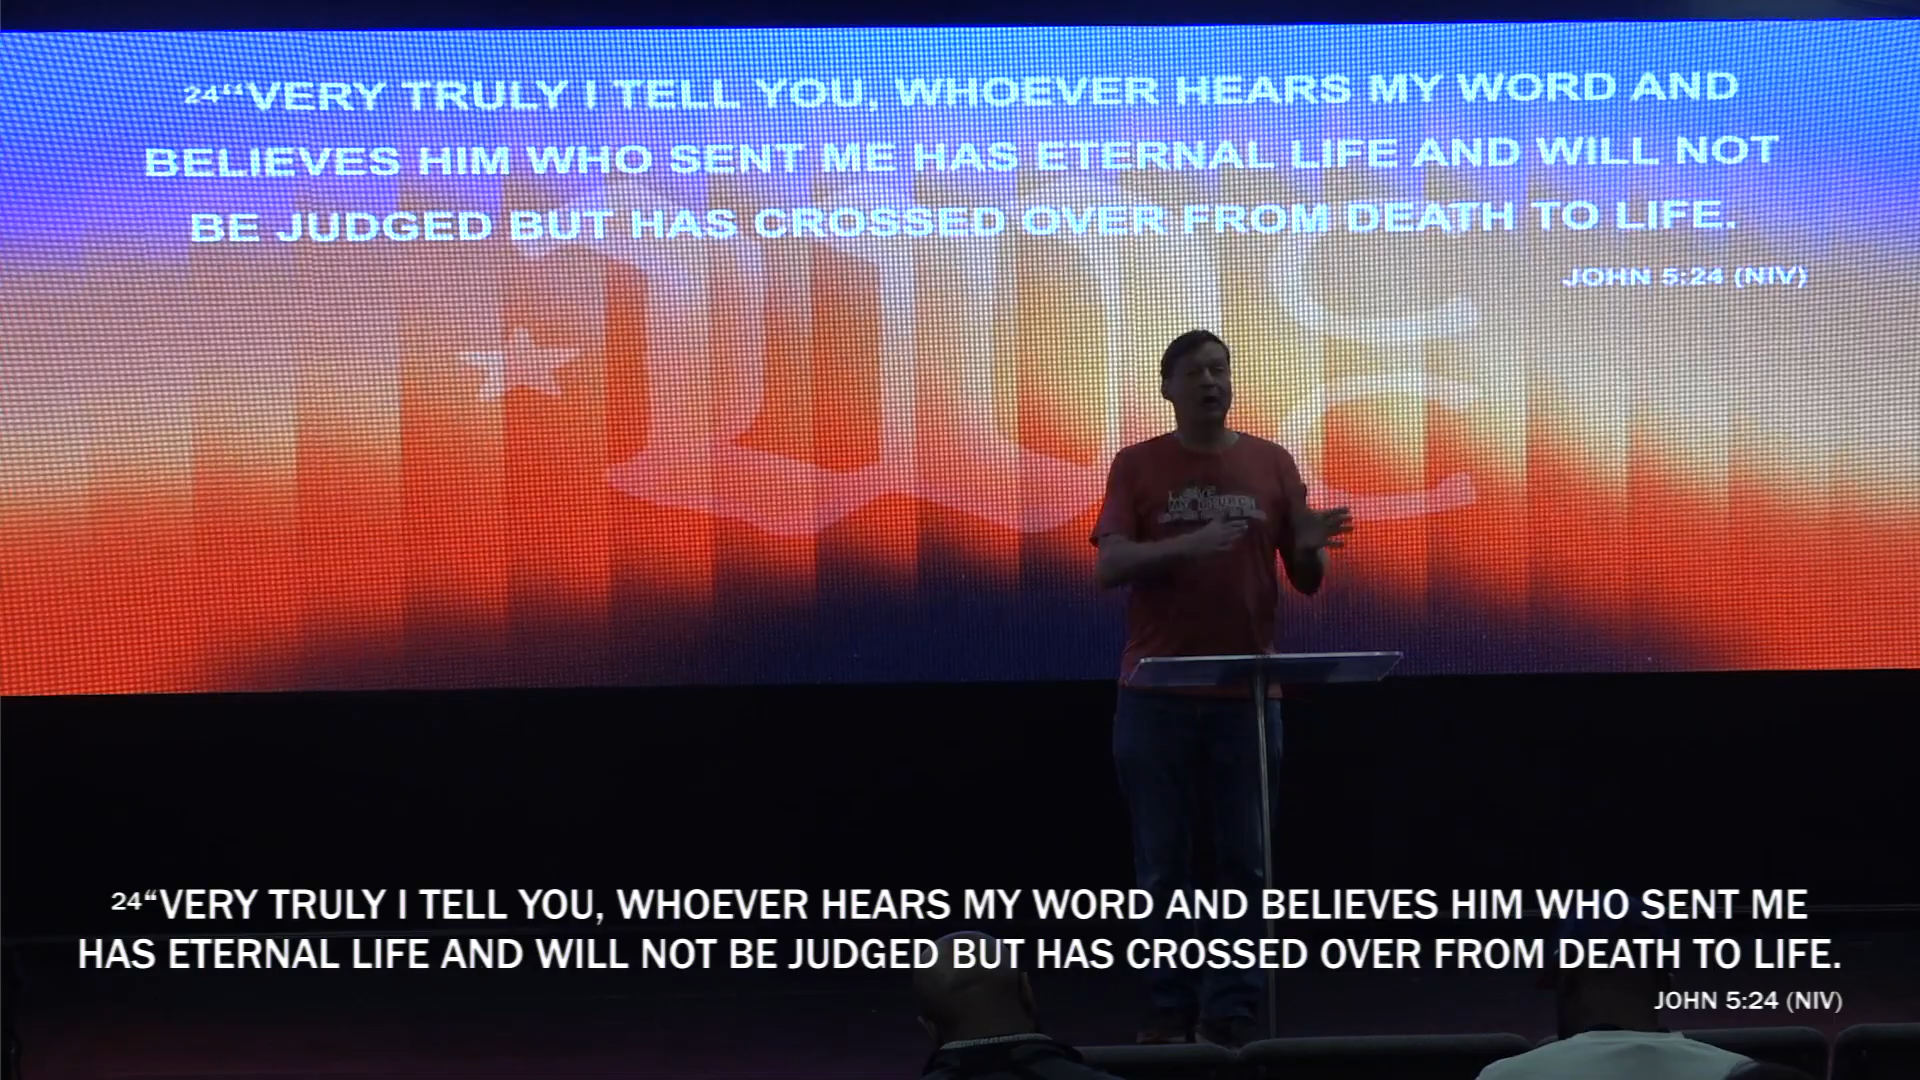 24“VERY TRULY I TELL YOU, WHOEVER HEARS MY WORD AND
BELIEVES HIM WHO SENT ME HAS ETERNAL LIFE AND WILL NOT
BE JUDGED BUT HAS CROSSED OVER FROM DEATH TO LIFE.
JOHN 5:24 (NIV)
24“VERY TRULY I TELL YOU, WHOEVER HEARS MY WORD AND BELIEVES HIM WHO SENT ME
HAS ETERNAL LIFE AND WILL NOT BE JUDGED BUT HAS CROSSED OVER FROM DEATH TO LIFE.
JOHN 5:24 (NIV)